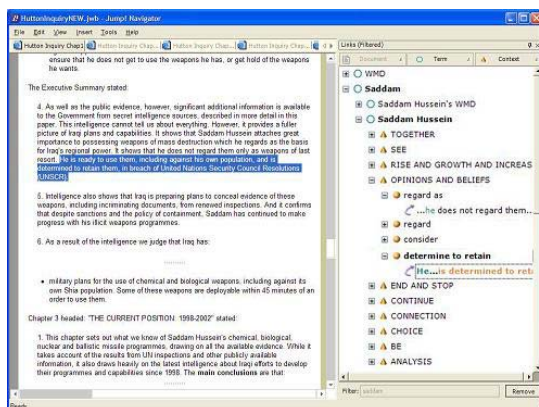 HuttonInquiryNEW.jwb - Jump! Navigator
File Edit View Insert Tools Help
Hutton Inquiry Chap1 Hutton Inquiry Chap... Hutton Inquiry Chap... Hutton Inquiry Chap...
ensure that he does not get to use the weapons he has, or get hold of the weapons
he wants.
The Executive Summary stated:
4. As well as the public evidence, however, significant additional information is available
to the Government from secret intelligence sources, described in more detail in this
paper. This intelligence cannot tell us about everything. However, it provides a fuller
picture of Iraqi plans and capabilities. It shows that Saddam Hussein attaches great
importance to possessing weapons of mass destruction which he regards as the basis
for Iraq's regional power. It shows that he does not regard them only as weapons of last
resort. He is ready to use them, including against his own population, and is
determined to retain them, in breach of United Nations Security Council Resolutions
(UNSCR).
5. Intelligence also shows that Iraq is preparing plans to conceal evidence of these
weapons, including incriminating documents, from renewed inspections. And it confirms
that despite sanctions and the policy of containment, Saddam has continued to make
progress with his illicit weapons programmes.
6. As a result of the intelligence we judge that Iraq has:
.........
• military plans for the use of chemical and biological weapons, including against its
own Shia population. Some of these weapons are deployable within 45 minutes of an
order to use them.
.........
Chapter 3 headed: "THE CURRENT POSITION: 1998-2002" stated:
1. This chapter sets out what we know of Saddam Hussein's chemical, biological,
nuclear and ballistic missile programmes, drawing on all the available evidence. While it
takes account of the results from UN inspections and other publicly available
information, it also draws heavily on the latest intelligence about Iraqi efforts to develop
their programmes and capabilities since 1998. The main conclusions are that:
Links (Filtered)
Document Term Context
WMD
Saddam
Saddam Hussein's WMD
Saddam Hussein
TOGETHER
SEE
RISE AND GROWTH AND INCREAS
OPINIONS AND BELIEFS
regard as
...he does not regard them...
regard
consider
determine to retain
He...is determined to reta
END AND STOP
CONTINUE
CONNECTION
CHOICE
BE
ANALYSIS
Filter: saddam Remove
Ready